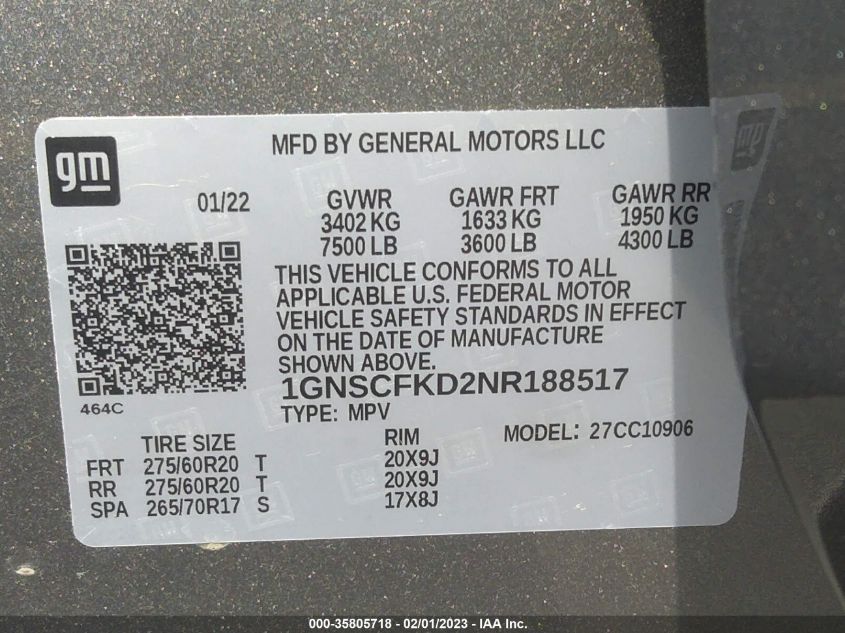 gm
MFD BY GENERAL MOTORS LLC
01/22 GVWR GAWR FRT GAWR RR
3402 KG 1633 KG 1950 KG
7500 LB 3600 LB 4300 LB
THIS VEHICLE CONFORMS TO ALL
APPLICABLE U.S. FEDERAL MOTOR
VEHICLE SAFETY STANDARDS IN EFFECT
ON THE DATE OF MANUFACTURE
SHOWN ABOVE.
1GNSCFKD2NR188517
464C
TYPE: MPV
MODEL: 27CC10906
TIRE SIZE RIM
FRT 275/60R20 T 20X9J
RR 275/60R20 T 20X9J
SPA 265/70R17 S 17X8J
000-35805718 - 02/01/2023 - IAA Inc.